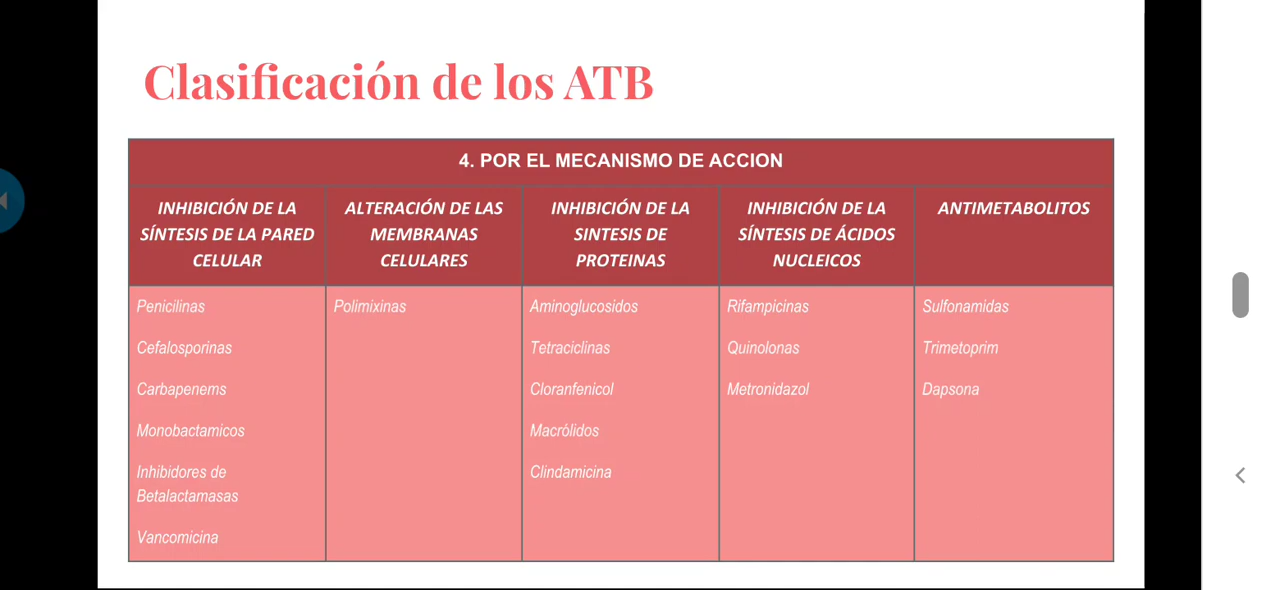 Clasificación de los ATB
4. POR EL MECANISMO DE ACCION
INHIBICIÓN DE LA
SÍNTESIS DE LA PARED
CELULAR
ALTERACIÓN DE LAS
MEMBRANAS
CELULARES
INHIBICIÓN DE LA
SINTESIS DE
PROTEINAS
INHIBICIÓN DE LA
SÍNTESIS DE ÁCIDOS
NUCLEICOS
ANTIMETABOLITOS
Penicilinas
Cefalosporinas
Carbapenems
Monobactamicos
Inhibidores de
Betalactamasas
Vancomicina
Polimixinas
Aminoglucosidos
Tetraciclinas
Cloranfenicol
Macrólidos
Clindamicina
Rifampicinas
Quinolonas
Metronidazol
Sulfonamidas
Trimetoprim
Dapsona